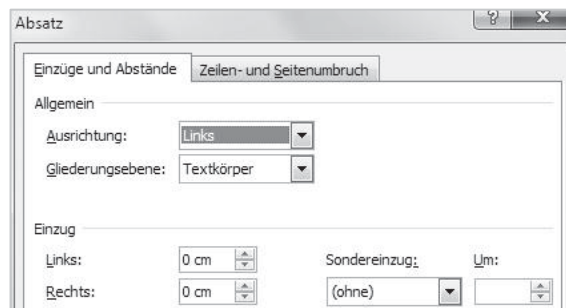 Absatz
Einzüge und Abstände Zeilen- und Seitenumbruch
Allgemein
Ausrichtung: Links
Gliederungsebene: Textkörper
Einzug
Links: 0 cm Sondereinzug: Um:
Rechts: 0 cm (ohne)